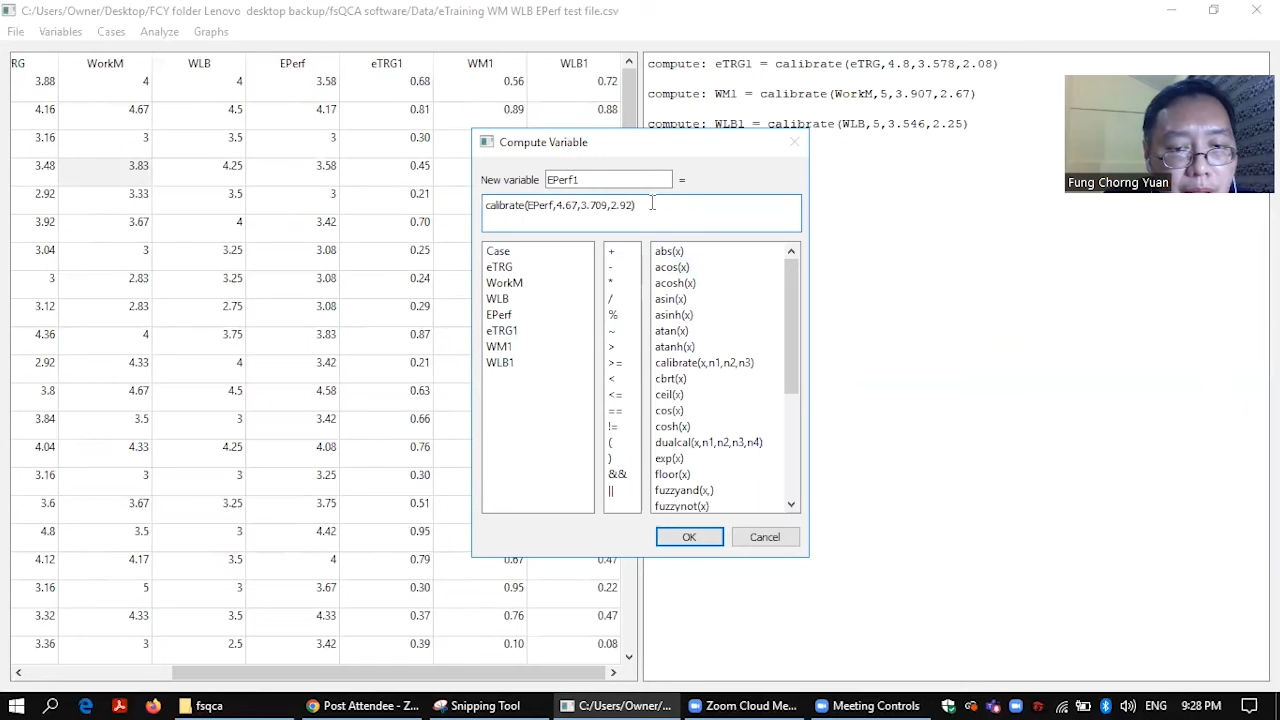 C:/Users/Owner/Desktop/FCY folder Lenovo desktop backup/fsQCA software/Data/eTraining WM WLB EPerf test file.csv
File Variables Cases Analyze Graphs
RG WorkM WLB EPerf eTRG1 WM1 WLB1
3.88 4 4 3.58 0.68 0.56 0.72
4.16 4.67 4.5 4.17 0.81 0.89 0.88
3.16 3 3.5 3 0.30
3.48 3.83 4.25 3.58 0.45
2.92 3.33 3.5 3 0.21
3.92 3.67 4 3.42 0.70
3.04 3 3.25 3.08 0.25
3 2.83 3.25 3.08 0.24
3.12 2.83 2.75 3.08 0.29
4.36 4 3.75 3.83 0.87
2.92 4.33 4 3.42 0.21
3.8 4.67 4.5 4.58 0.63
3.84 3.5 3 3.42 0.66
4.04 4.33 4.25 4.08 0.76
3.16 3 3 3.25 0.30
3.6 3.67 3.25 3.75 0.51
4.8 3.5 3 4.42 0.95
4.12 4.17 3.5 4 0.79 0.67 0.47
3.16 5 3 3.67 0.30 0.95 0.22
3.32 4.33 3.5 4.33 0.37 0.76 0.47
3.36 3 2.5 3.42 0.39 0.10 0.08
compute: eTRG1 = calibrate(eTRG,4.8,3.578,2.08)
compute: WM1 = calibrate(WorkM,5,3.907,2.67)
compute: WLB1 = calibrate(WLB,5,3.546,2.25)
Fung Chorng Yuan
Compute Variable
New variable EPerf1 =
calibrate(EPerf,4.67,3.709,2.92)
Case
eTRG
WorkM
WLB
EPerf
eTRG1
WM1
WLB1
+
-
*
/
%
~
>
>=
<
<=
==
!=
(
)
&&
||
abs(x)
acos(x)
acosh(x)
asin(x)
asinh(x)
atan(x)
atanh(x)
calibrate(x,n1,n2,n3)
cbrt(x)
ceil(x)
cos(x)
cosh(x)
dualcal(x,n1,n2,n3,n4)
exp(x)
floor(x)
fuzzyand(x,)
fuzzynot(x)
OK Cancel
fsqca
Post Attendee - Z...
Snipping Tool
C:/Users/Owner/...
Zoom Cloud Me...
Meeting Controls
ENG 9:28 PM